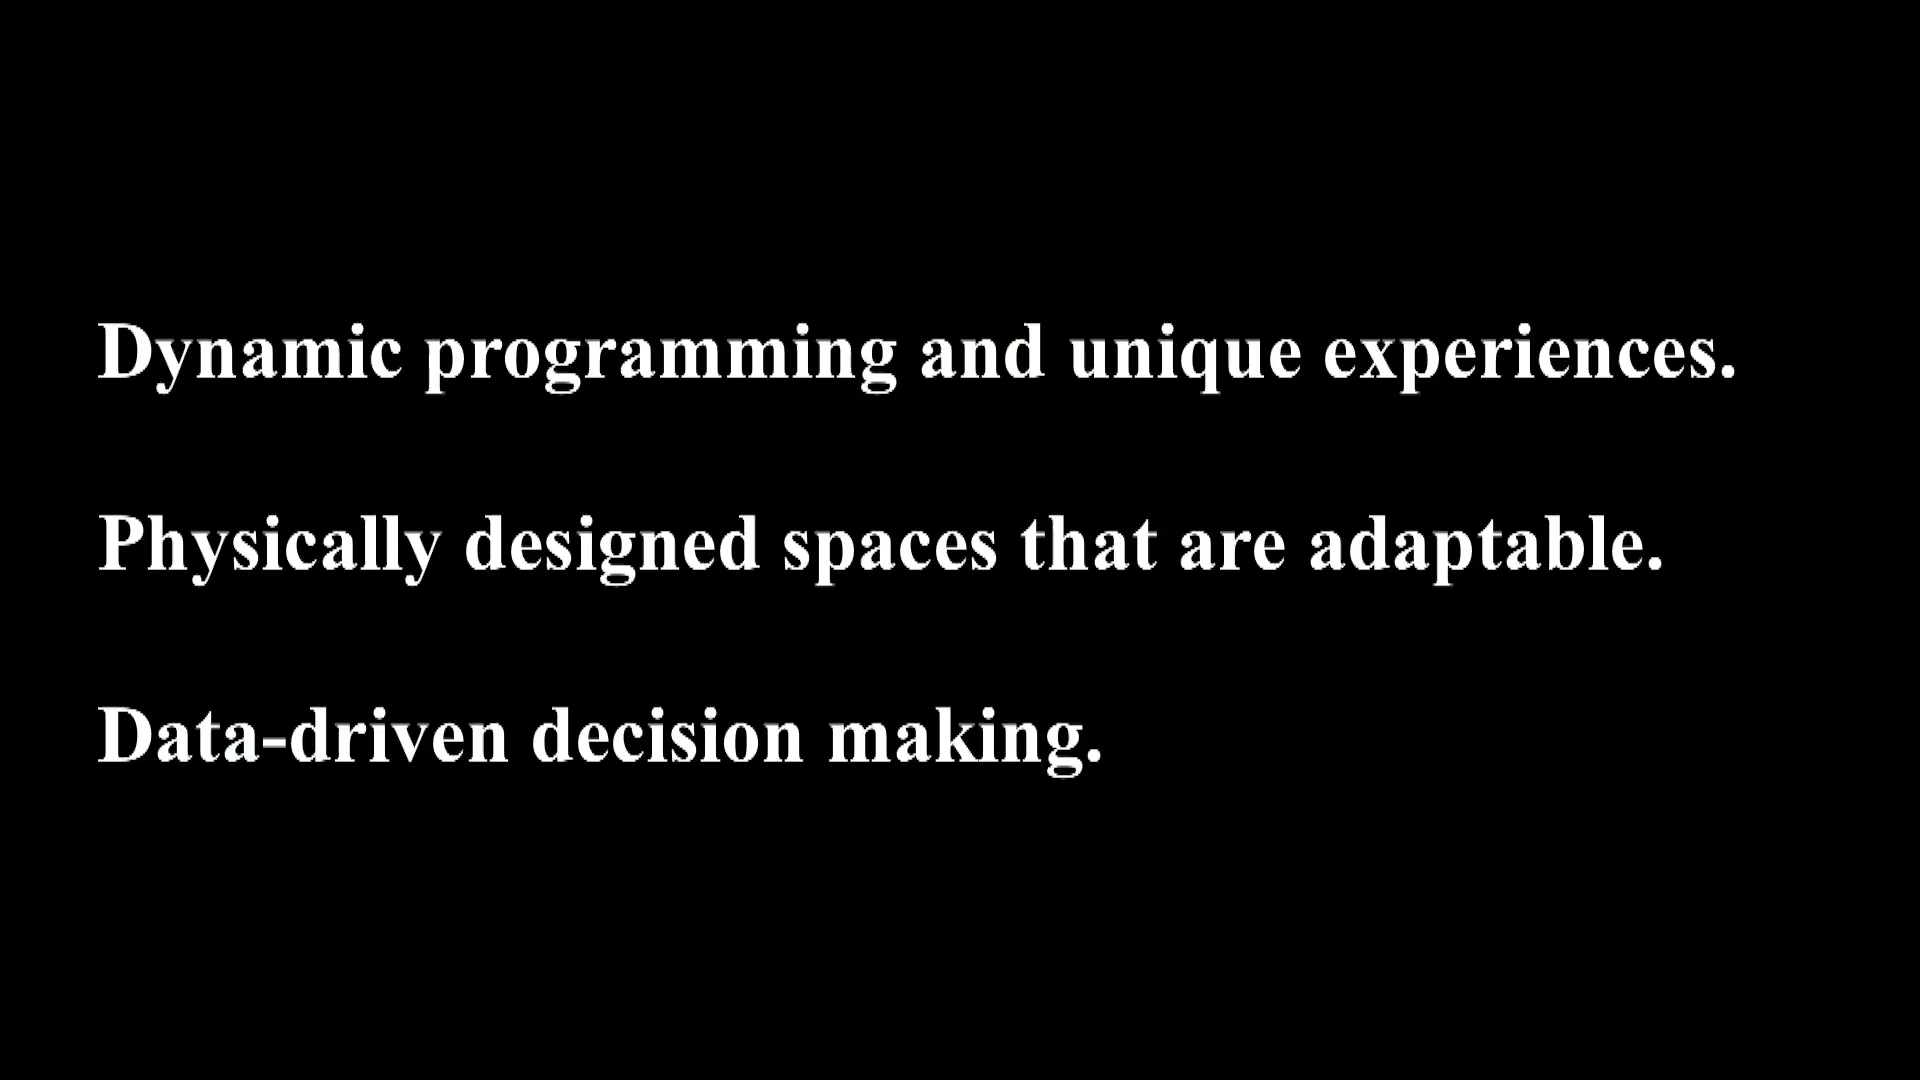 Dynamic programming and unique experiences.
Physically designed spaces that are adaptable.
Data-driven decision making.